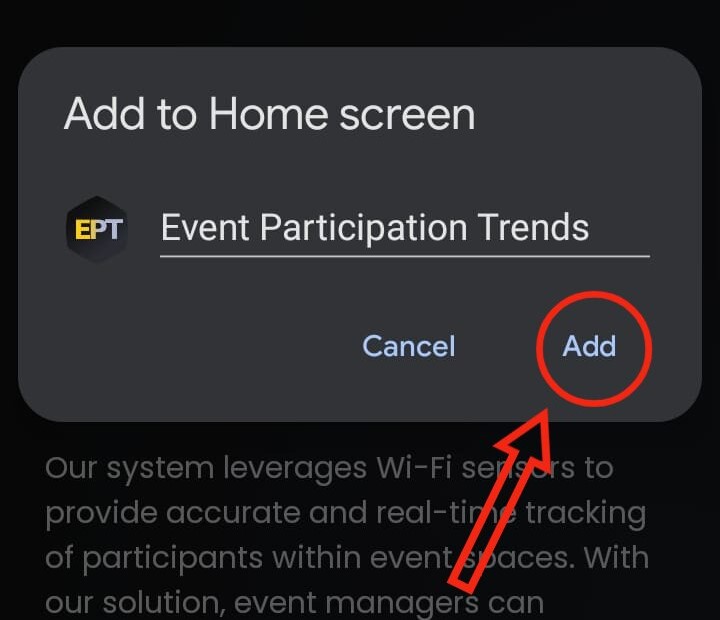 Add to Home screen
EPT
Event Participation Trends
Cancel
Add
Our system leverages Wi-Fi sensors to
provide accurate and real-time tracking
of participants within event spaces. With
our solution, event managers can